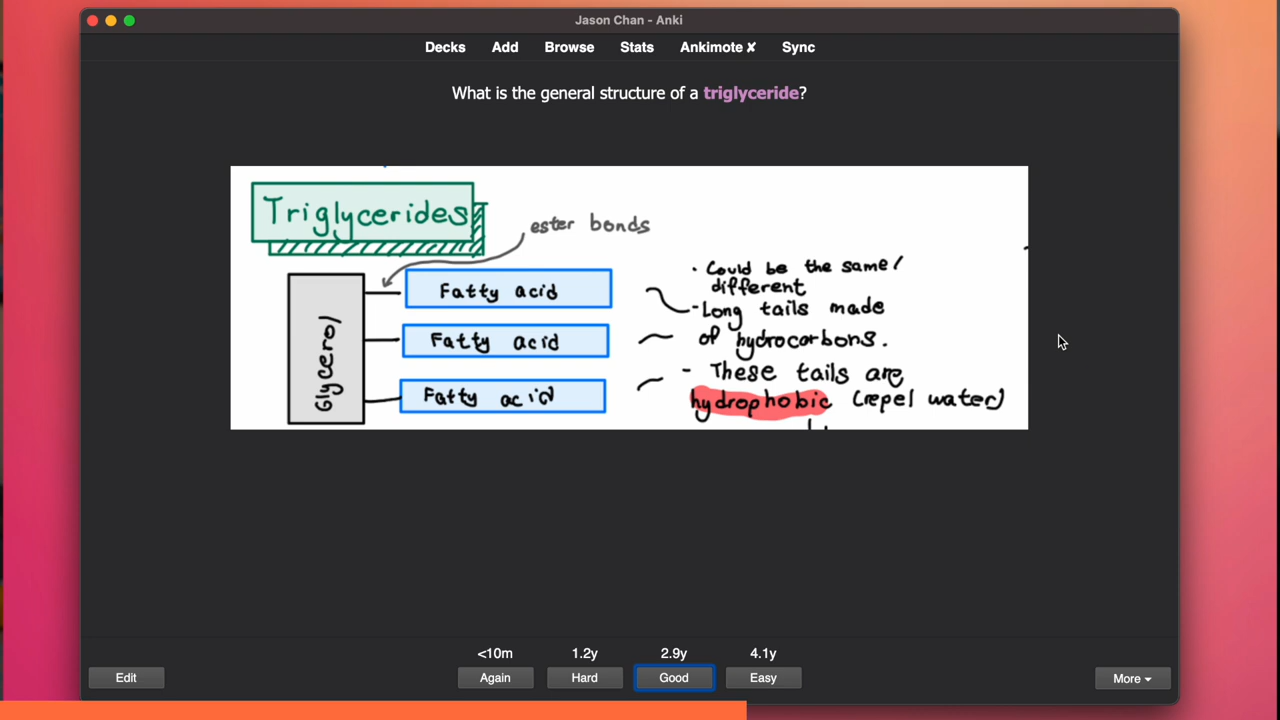 Jason Chan - Anki
Decks Add Browse Stats Ankimote ✘ Sync
What is the general structure of a triglyceride?
Triglycerides
ester bonds
Glycerol
Fatty acid
Fatty acid
Fatty acid
· Could be the same/
different
- Long tails made
of hydrocarbons.
- These tails are
hydrophobic (repel water)
<10m 1.2y 2.9y 4.1y
Edit Again Hard Good Easy More